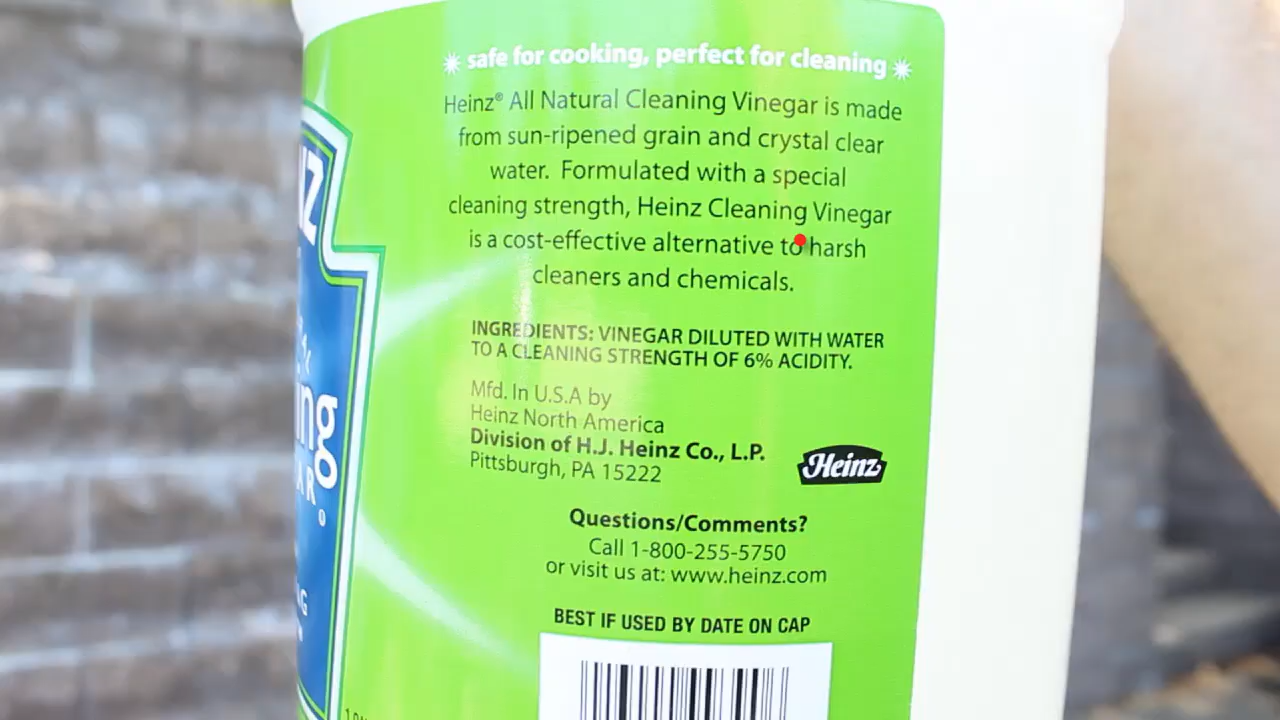 safe for cooking, perfect for cleaning
Heinz® All Natural Cleaning Vinegar is made
from sun-ripened grain and crystal clear
water. Formulated with a special
cleaning strength, Heinz Cleaning Vinegar
is a cost-effective alternative to harsh
cleaners and chemicals.
INGREDIENTS: VINEGAR DILUTED WITH WATER
TO A CLEANING STRENGTH OF 6% ACIDITY.
Mfd. In U.S.A by
Heinz North America
Division of H.J. Heinz Co., L.P.
Pittsburgh, PA 15222
Heinz
Questions/Comments?
Call 1-800-255-5750
or visit us at: www.heinz.com
BEST IF USED BY DATE ON CAP